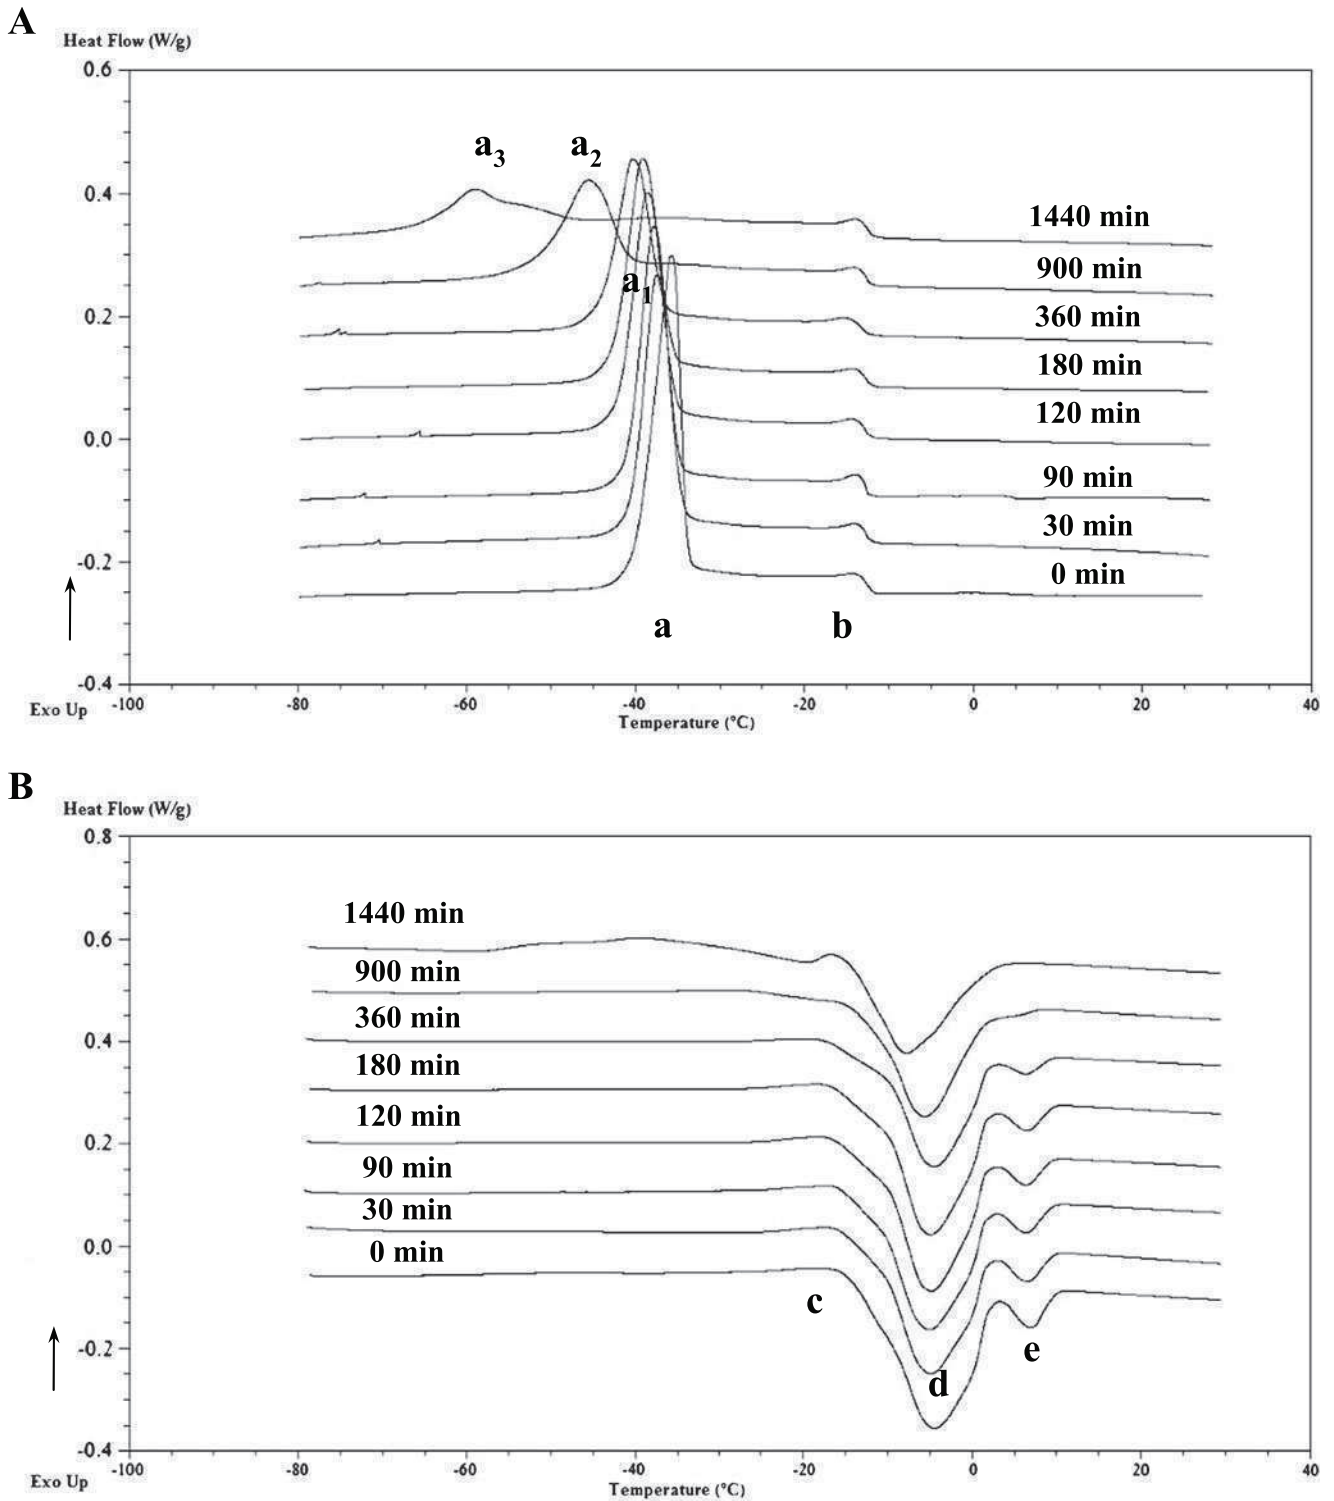 A
Heat Flow (W/g)
0.6
0.4
0.2
0.0
-0.2
-0.4
a3
a2
a1
1440 min
900 min
360 min
180 min
120 min
90 min
30 min
0 min
a
b
Exo Up
-100
-80
-60
-40
-20
0
20
40
Temperature (°C)
B
Heat Flow (W/g)
0.8
0.6
0.4
0.2
0.0
-0.2
-0.4
1440 min
900 min
360 min
180 min
120 min
90 min
30 min
0 min
c
d
e
Exo Up
-100
-80
-60
-40
-20
0
20
40
Temperature (°C)